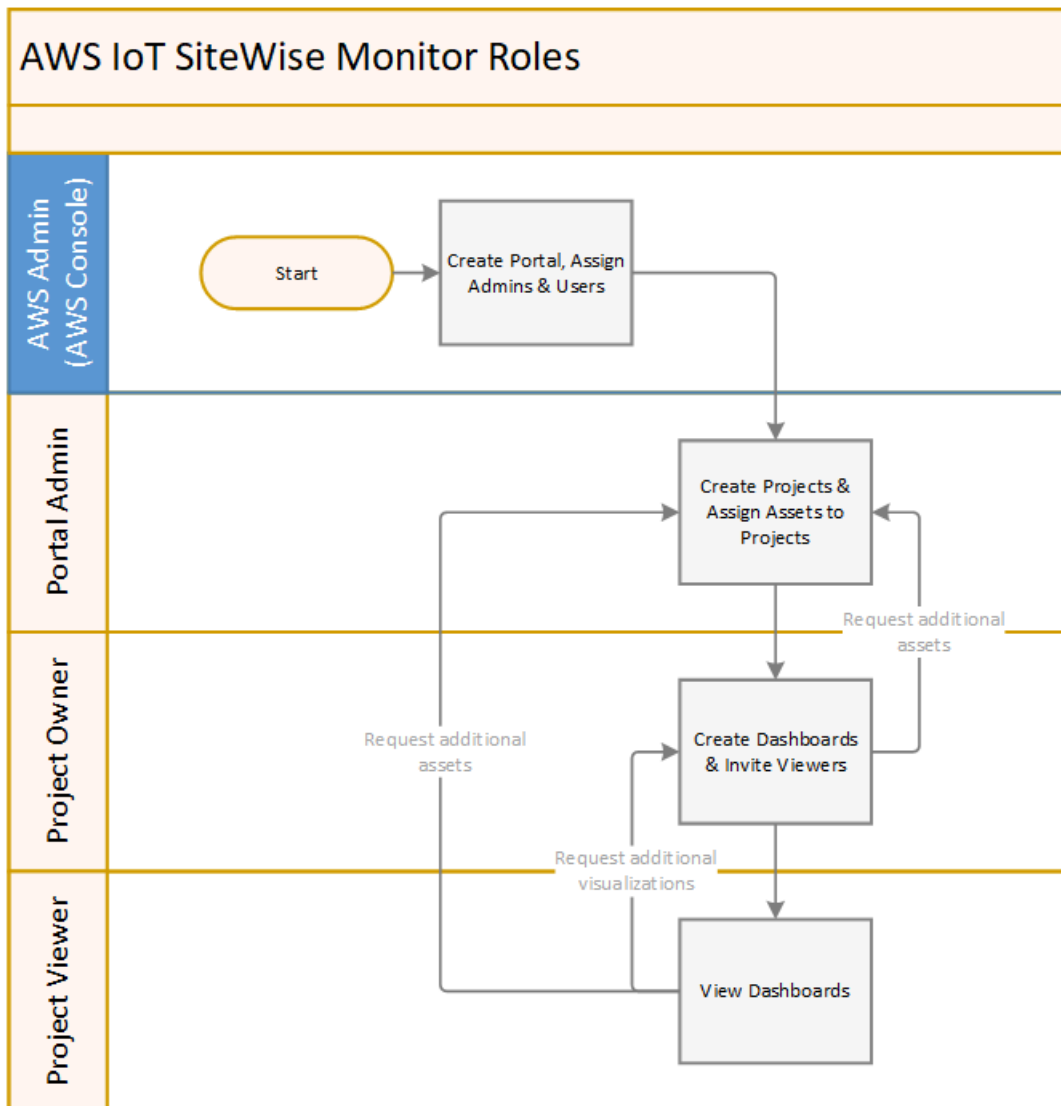 AWS IoT SiteWise Monitor Roles
AWS Admin
(AWS Console)
Start
Create Portal, Assign
Admins & Users
Portal Admin
Create Projects &
Assign Assets to
Projects
Request additional
assets
Project Owner
Request additional
assets
Create Dashboards
& Invite Viewers
Request additional
visualizations
Project Viewer
View Dashboards